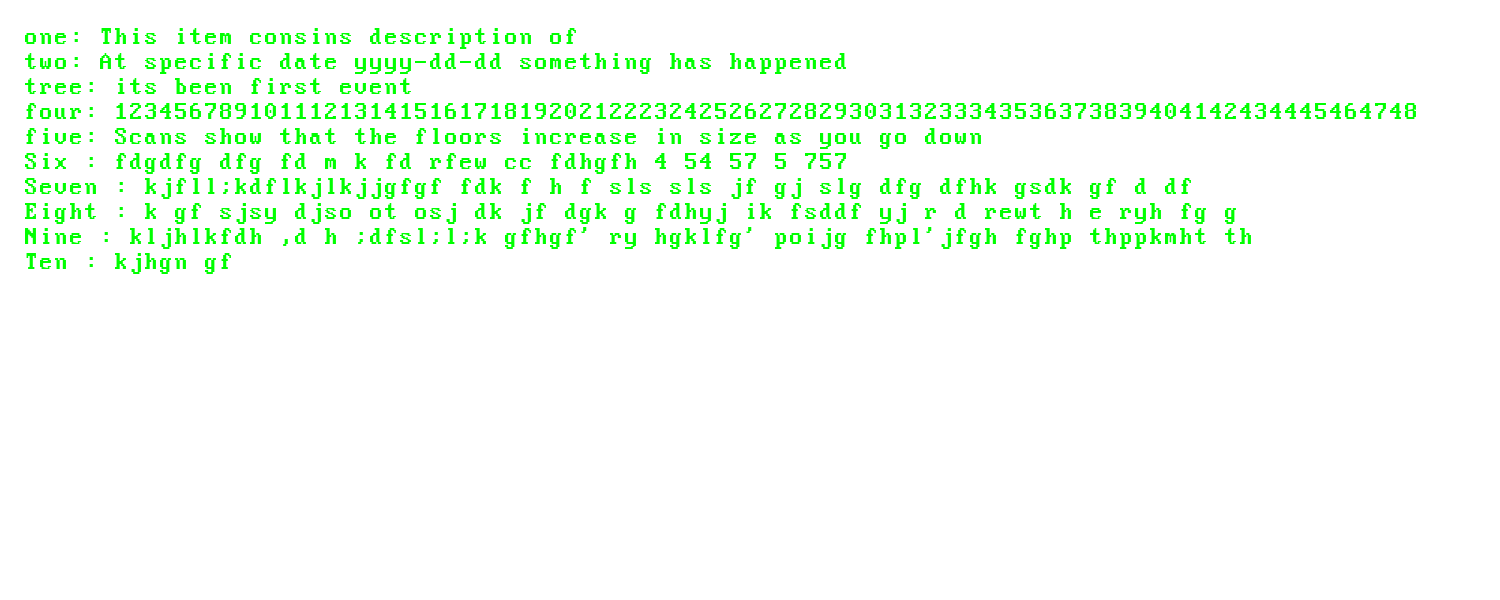 one: This item consins description of
two: At specific date yyyy-dd-dd something has happened
tree: its been first event
four: 123456789101112131415161718192021222324252627282930313233343536373839404142434445464748
five: Scans show that the floors increase in size as you go down
Six : fdgdfg dfg fd m k fd rfew cc fdhgfh 4 54 57 5 757
Seven : kjfll;kdflkjlkjjgfgf fdk f h f sls sls jf gj slg dfg dfhk gsdk gf d df
Eight : k gf sjsy djso ot osj dk jf dgk g fdhyj ik fsddf yj r d rewt h e ryh fg g
Nine : kljhlkfdh ,d h ;dfsl;l;k gfhgf' ry hgklfg' poijg fhpl'jfgh fghp thppkmht th
Ten : kjhgn gf